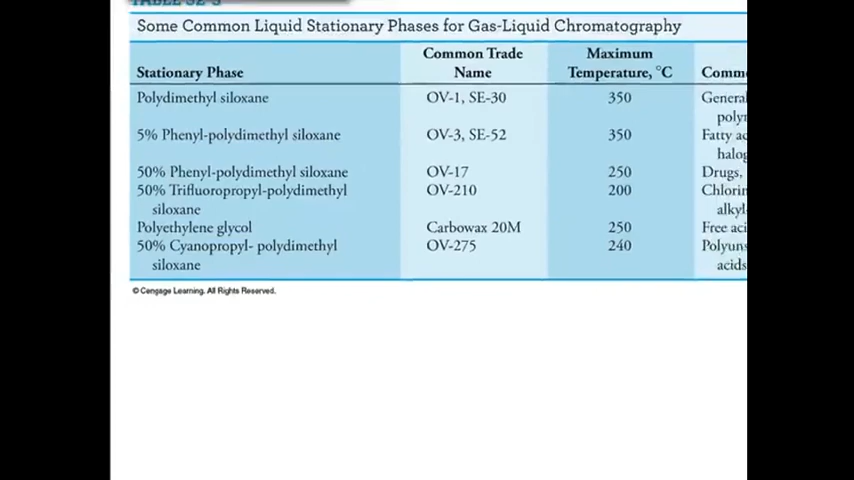 Some Common Liquid Stationary Phases for Gas-Liquid Chromatography
Common Trade Maximum
Stationary Phase Name Temperature, °C
Polydimethyl siloxane OV-1, SE-30 350
5% Phenyl-polydimethyl siloxane OV-3, SE-52 350
50% Phenyl-polydimethyl siloxane OV-17 250 Drugs,
50% Trifluoropropyl-polydimethyl OV-210 200
siloxane
Polyethylene glycol Carbowax 20M 250 Free
50% Cyanopropyl- polydimethyl OV-275 240
siloxane acids
© Cengage Learning. All Rights Reserved.